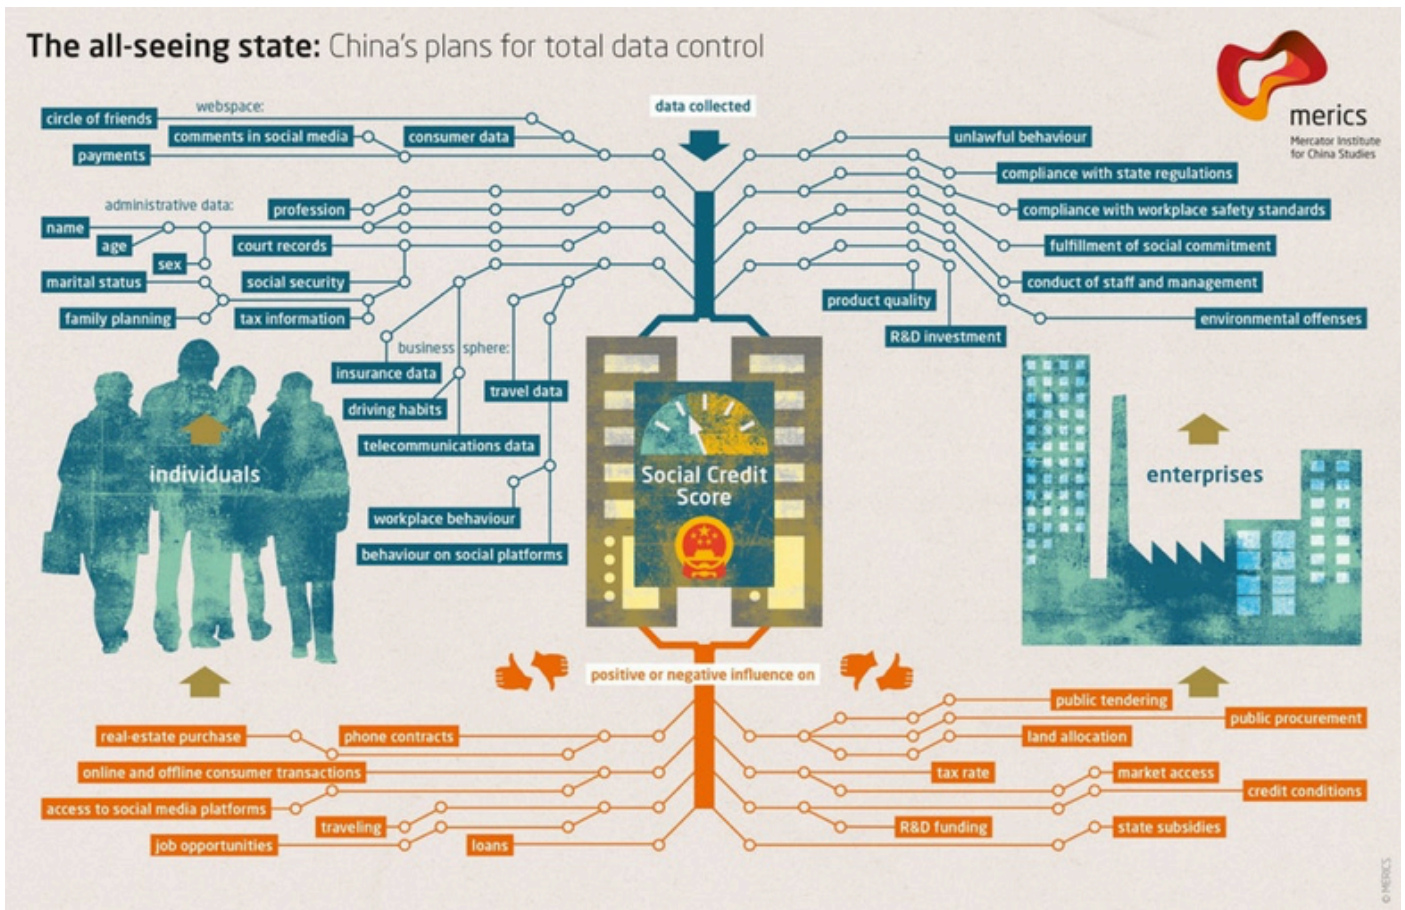 The all-seeing state: China's plans for total data control
merics
Mercator Institute
for China Studies
data collected
webspace:
circle of friends
comments in social media
consumer data
payments
administrative data:
profession
name
age
court records
sex
marital status
social security
family planning
tax information
business sphere:
insurance data
travel data
driving habits
telecommunications data
workplace behaviour
behaviour on social platforms
unlawful behaviour
compliance with state regulations
compliance with workplace safety standards
fulfillment of social commitment
conduct of staff and management
product quality
environmental offenses
R&D investment
individuals
Social Credit
Score
enterprises
positive or negative influence on
real-estate purchase
phone contracts
online and offline consumer transactions
access to social media platforms
traveling
job opportunities
loans
public tendering
public procurement
land allocation
tax rate
market access
credit conditions
R&D funding
state subsidies
© MERICS